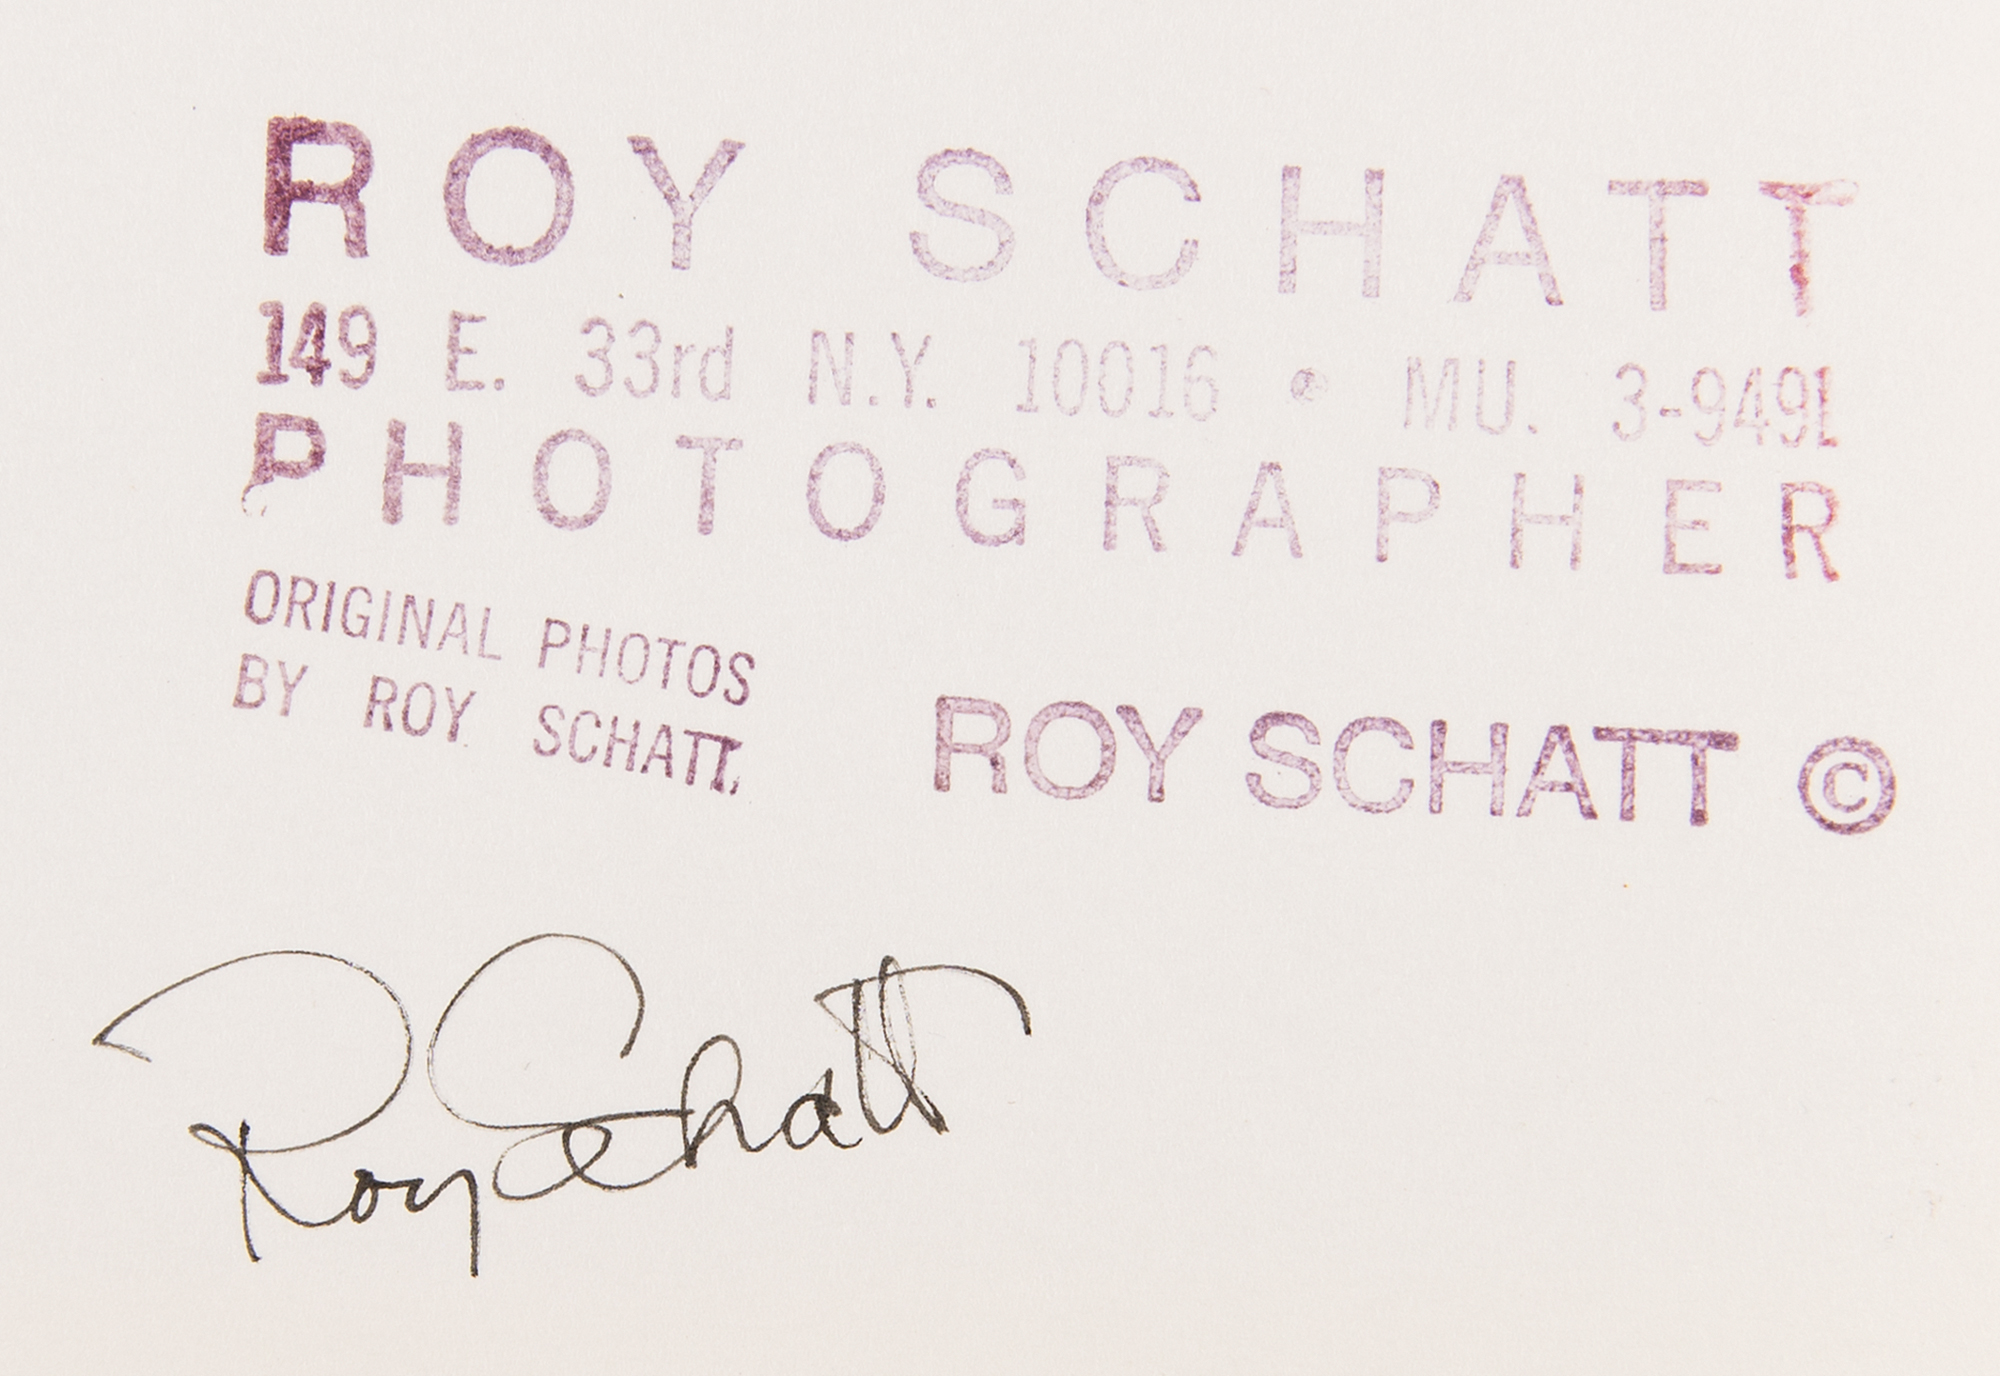 ROY SCHATT
149 E. 33rd N.Y. 10016 • MU. 3-9491
PHOTOGRAPHER
ORIGINAL PHOTOS
BY ROY SCHATT.
ROY SCHATT ©
Roy Schatt